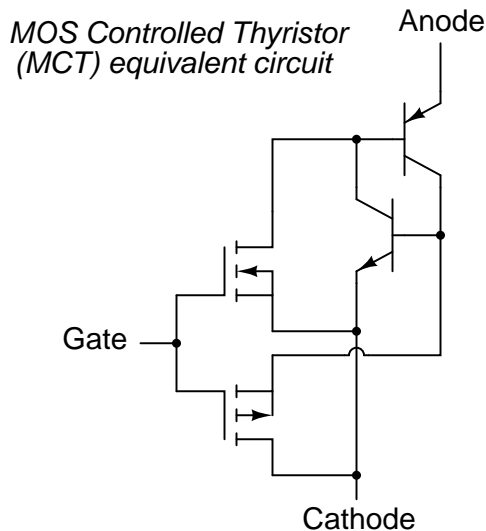 MOS Controlled Thyristor
(MCT) equivalent circuit
Anode
Gate
Cathode